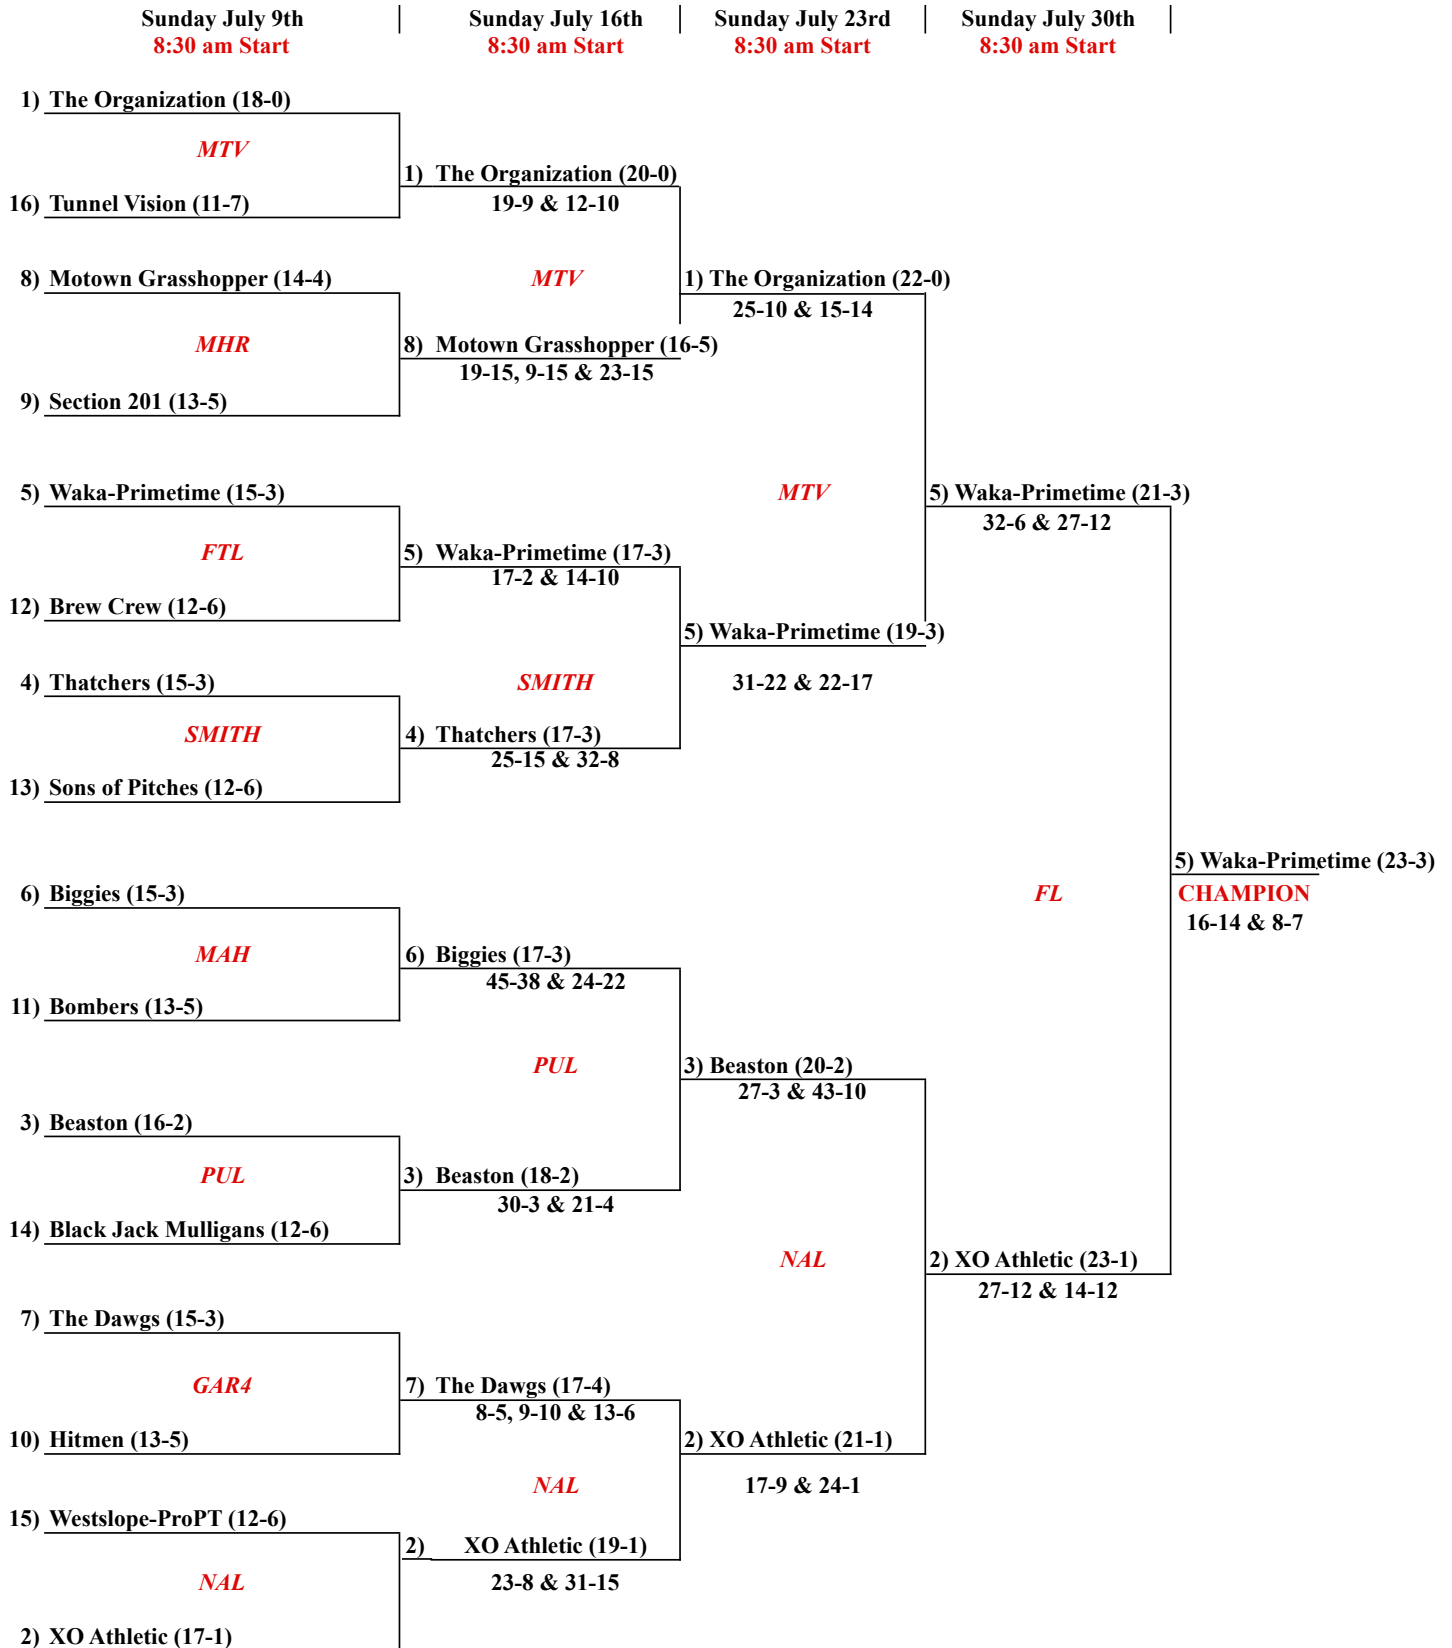 Sunday July 9th
8:30 am Start
Sunday July 16th
8:30 am Start
Sunday July 23rd
8:30 am Start
Sunday July 30th
8:30 am Start
1) The Organization (18-0)
MTV
16) Tunnel Vision (11-7)
8) Motown Grasshopper (14-4)
MHR
9) Section 201 (13-5)
5) Waka-Primetime (15-3)
FTL
12) Brew Crew (12-6)
4) Thatchers (15-3)
SMITH
13) Sons of Pitches (12-6)
6) Biggies (15-3)
MAH
11) Bombers (13-5)
3) Beaston (16-2)
PUL
14) Black Jack Mulligans (12-6)
7) The Dawgs (15-3)
GAR4
10) Hitmen (13-5)
15) Westslope-ProPT (12-6)
NAL
2) XO Athletic (17-1)
1) The Organization (20-0)
19-9 & 12-10
MTV
8) Motown Grasshopper (16-5)
19-15, 9-15 & 23-15
5) Waka-Primetime (17-3)
17-2 & 14-10
SMITH
4) Thatchers (17-3)
25-15 & 32-8
6) Biggies (17-3)
45-38 & 24-22
PUL
3) Beaston (18-2)
30-3 & 21-4
7) The Dawgs (17-4)
8-5, 9-10 & 13-6
NAL
2) XO Athletic (19-1)
23-8 & 31-15
1) The Organization (22-0)
25-10 & 15-14
MTV
5) Waka-Primetime (19-3)
31-22 & 22-17
3) Beaston (20-2)
27-3 & 43-10
NAL
2) XO Athletic (21-1)
17-9 & 24-1
5) Waka-Primetime (21-3)
32-6 & 27-12
FL
2) XO Athletic (23-1)
27-12 & 14-12
5) Waka-Primetime (23-3)
CHAMPION
16-14 & 8-7